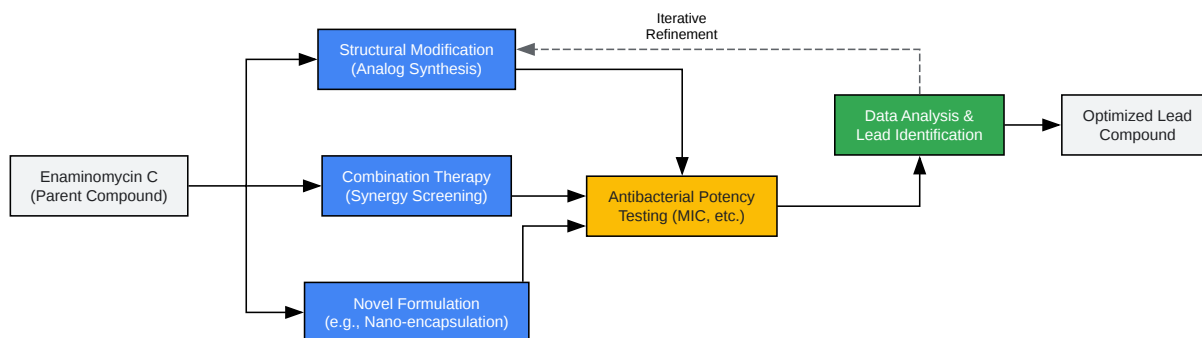 Iterative
Refinement
Structural Modification
(Analog Synthesis)
Data Analysis &
Lead Identification
Optimized Lead
Compound
Enaminomycin C
(Parent Compound)
Combination Therapy
(Synergy Screening)
Antibacterial Potency
Testing (MIC, etc.)
Novel Formulation
(e.g., Nano-encapsulation)